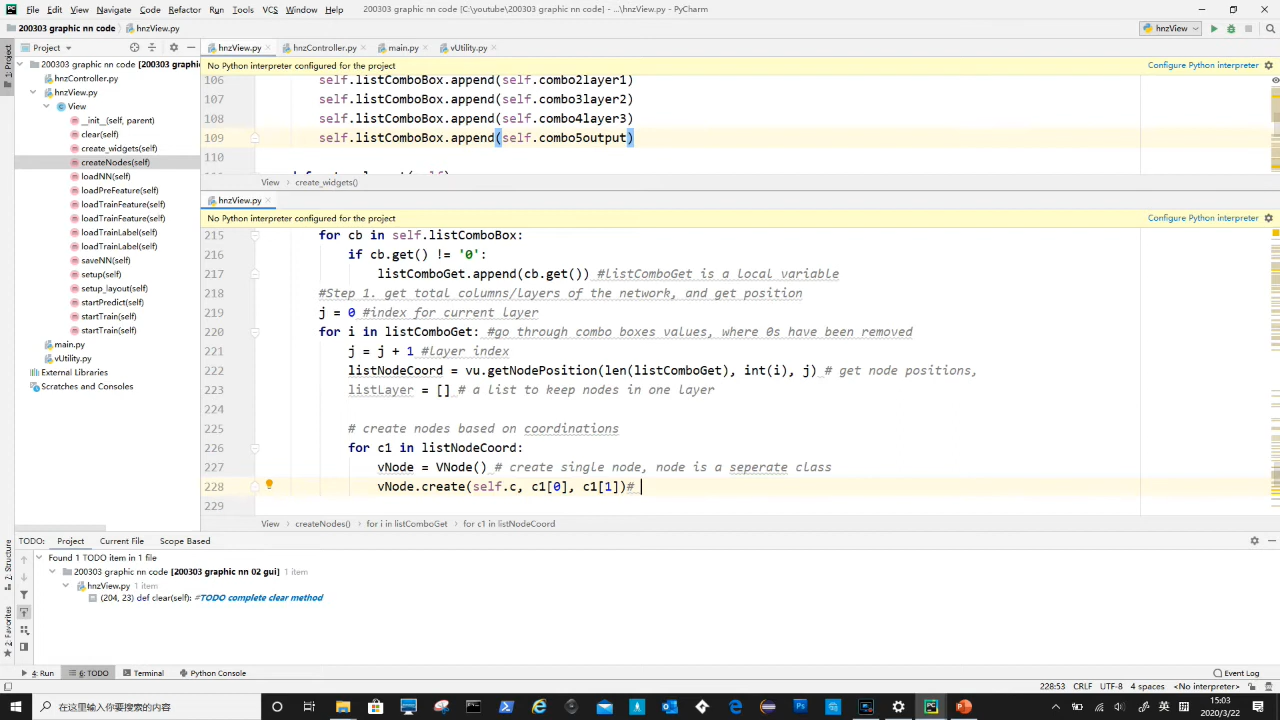 File Edit View Navigate Code Refactor Run Tools VCS Window Help 200303 graphic nn code [C:\youtube\200303 graphic nn code] - ...\hnzView.py - PyCharm
200303 graphic nn code hnzView.py hnzView
Project hnzView.py hnzController.py main.py vUtility.py
1: Project
200303 graphic nn code [200303 graph
hnzController.py
hnzView.py
View
__init__(self, parent)
clear(self)
create_widgets(self)
createNodes(self)
loadNN(self)
loadPreFeature(self)
loadTrainFeature(self)
loadTrainFeature(self)
loadTrainLabel(self)
loadTrainLabel(self)
saveNN(self)
setup(self)
setup_layout(self)
startPredict(self)
startTrain(self)
startTrain(self)
main.py
vUtility.py
External Libraries
Scratches and Consoles
No Python interpreter configured for the project Configure Python interpreter
106 self.listComboBox.append(self.combo2layer1)
107 self.listComboBox.append(self.combo3layer2)
108 self.listComboBox.append(self.combo4layer3)
109 self.listComboBox.append(self.combo5output)
110
View create_widgets()
hnzView.py
No Python interpreter configured for the project Configure Python interpreter
215 for cb in self.listComboBox:
216 if cb.get() != '0':
217 listComboGet.append(cb.get()) #listComboGet is a local variable
218 #Step 1. get total columns/layers of the network, and get position
219 j = 0 #index for current layer
220 for i in listComboGet: #go through combo boxes values, where 0s have been removed
221 j = j + 1 #layer index
222 listNodeCoord = vu.getNodePosition(len(listComboGet), int(i), j) # get node positions,
223 listLayer = [] # a list to keep nodes in one layer
224
225 # create nodes based on coordinations
226 for c1 in listNodeCoord:
227 vNode = VNode() # create single node, node is a seperate class
228 vNode.create(self.c, c1[0], c1[1])#
229
View createNodes() for i in listComboGet for c1 in listNodeCoord
TODO: Project Current File Scope Based
Found 1 TODO item in 1 file
200303 graphic nn code [200303 graphic nn 02 gui] 1 item
hnzView.py 1 item
(204, 23) def clear(self): #TODO complete clear method
Z: Structure
2: Favorites
4: Run 6: TODO Terminal Python Console Event Log
228:53 CRLF UTF-8 4 spaces <No interpreter>
在这里输入你要搜索的内容
15:03
2020/3/22